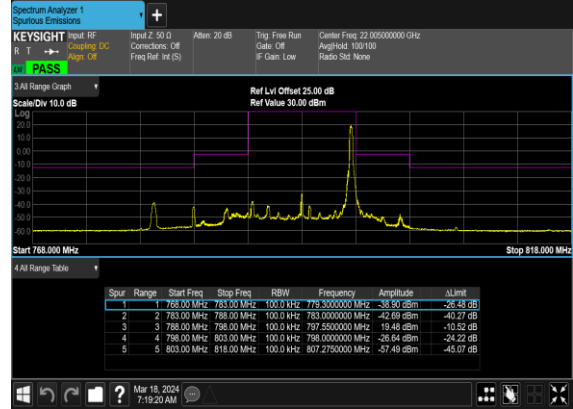 Spectrum Analyzer 1
Spurious Emissions
KEYSIGHT Input: RF Input Z: 50 Ω Atten: 20 dB Trig: Free Run Center Freq: 22.005000000 GHz
R T Coupling: DC Corrections: Off Gate: Off Avg|Hold: 100/100
Align: Off Freq Ref: Int (S) IF Gain: Low Radio Std: None
PASS
3 All Range Graph
Ref Lvl Offset 25.00 dB
Scale/Div 10.0 dB Ref Value 30.00 dBm
Log
20.0
10.0
0.00
-10.0
-20.0
-30.0
-40.0
-50.0
-60.0
Start 768.000 MHz Stop 818.000 MHz
4 All Range Table
Spur Range Start Freq Stop Freq RBW Frequency Amplitude ΔLimit
1 1 768.00 MHz 783.00 MHz 100.0 kHz 779.3000000 MHz -38.90 dBm -26.48 dB
2 2 783.00 MHz 788.00 MHz 100.0 kHz 783.0000000 MHz -42.69 dBm -40.27 dB
3 3 788.00 MHz 798.00 MHz 100.0 kHz 797.5500000 MHz 19.48 dBm -10.52 dB
4 4 798.00 MHz 803.00 MHz 100.0 kHz 798.0000000 MHz -26.64 dBm -24.22 dB
5 5 803.00 MHz 818.00 MHz 100.0 kHz 807.2750000 MHz -57.49 dBm -45.07 dB
? Mar 18, 2024
7:19:20 AM